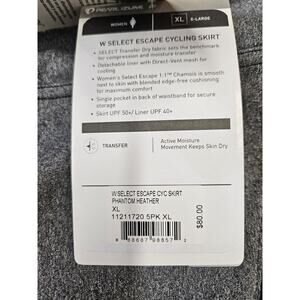 PEARL IZUMI
WOMEN
XL X-LARGE
W SELECT ESCAPE CYCLING SKIRT
• SELECT Transfer Dry fabric sets the benchmark
for compression and moisture transfer
• Detachable liner with Direct-Vent mesh for
cooling
• Women's Select Escape 1:1™ Chamois is smooth
next to skin with blended edge-free cushioning
for maximum comfort
• Single pocket in back of waistband for secure
storage
• Skirt UPF 50+/ Liner UPF 40+
TRANSFER
Active Moisture
Movement Keeps Skin Dry
W SELECT ESCAPE CYC SKIRT
PHANTOM HEATHER
XL
11211720 5PK XL
$80.00